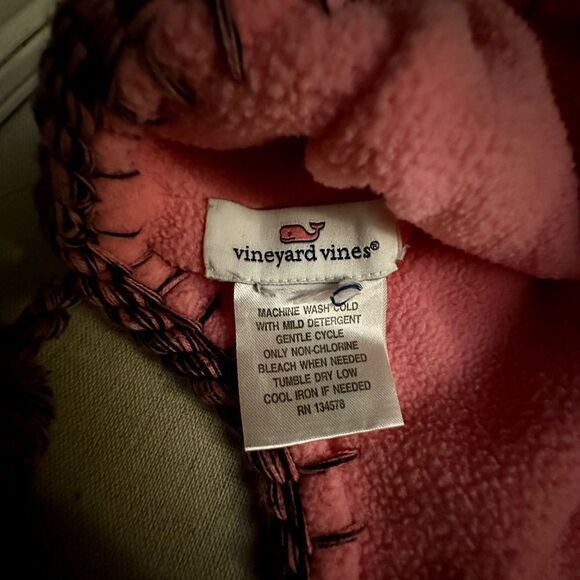 vineyard vines®
MACHINE WASH COLD
WITH MILD DETERGENT
GENTLE CYCLE
ONLY NON-CHLORINE
BLEACH WHEN NEEDED
TUMBLE DRY LOW
COOL IRON IF NEEDED
RN 134578